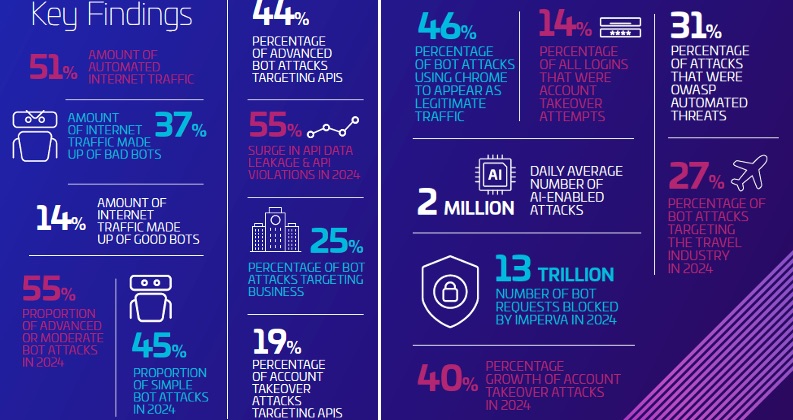 Key Findings
51%
AMOUNT OF
AUTOMATED
INTERNET TRAFFIC
AMOUNT
OF INTERNET
TRAFFIC MADE
UP OF BAD BOTS
37%
14%
AMOUNT OF
INTERNET
TRAFFIC MADE
UP OF GOOD BOTS
55%
PROPORTION
OF ADVANCED
OR MODERATE
BOT ATTACKS
IN 2024
45%
PROPORTION
OF SIMPLE
BOT ATTACKS
IN 2024
44%
PERCENTAGE
OF ADVANCED
BOT ATTACKS
TARGETING APIS
55%
SURGE IN API DATA
LEAKAGE & API
VIOLATIONS IN 2024
25%
PERCENTAGE OF BOT
ATTACKS TARGETING
BUSINESS
19%
PERCENTAGE
OF ACCOUNT
TAKEOVER
ATTACKS
TARGETING APIS
46%
PERCENTAGE
OF BOT ATTACKS
USING CHROME
TO APPEAR AS
LEGITIMATE
TRAFFIC
14%
PERCENTAGE
OF ALL LOGINS
THAT WERE
ACCOUNT
TAKEOVER
ATTEMPTS
AI
2 MILLION
DAILY AVERAGE
NUMBER OF
AI-ENABLED
ATTACKS
13 TRILLION
NUMBER OF BOT
REQUESTS BLOCKED
BY IMPERVA IN 2024
40%
PERCENTAGE
GROWTH OF ACCOUNT
TAKEOVER ATTACKS
IN 2024
31%
PERCENTAGE
OF ATTACKS
THAT WERE
OWASP
AUTOMATED
THREATS
27%
PERCENTAGE OF
BOT ATTACKS
TARGETING
THE TRAVEL
INDUSTRY
IN 2024